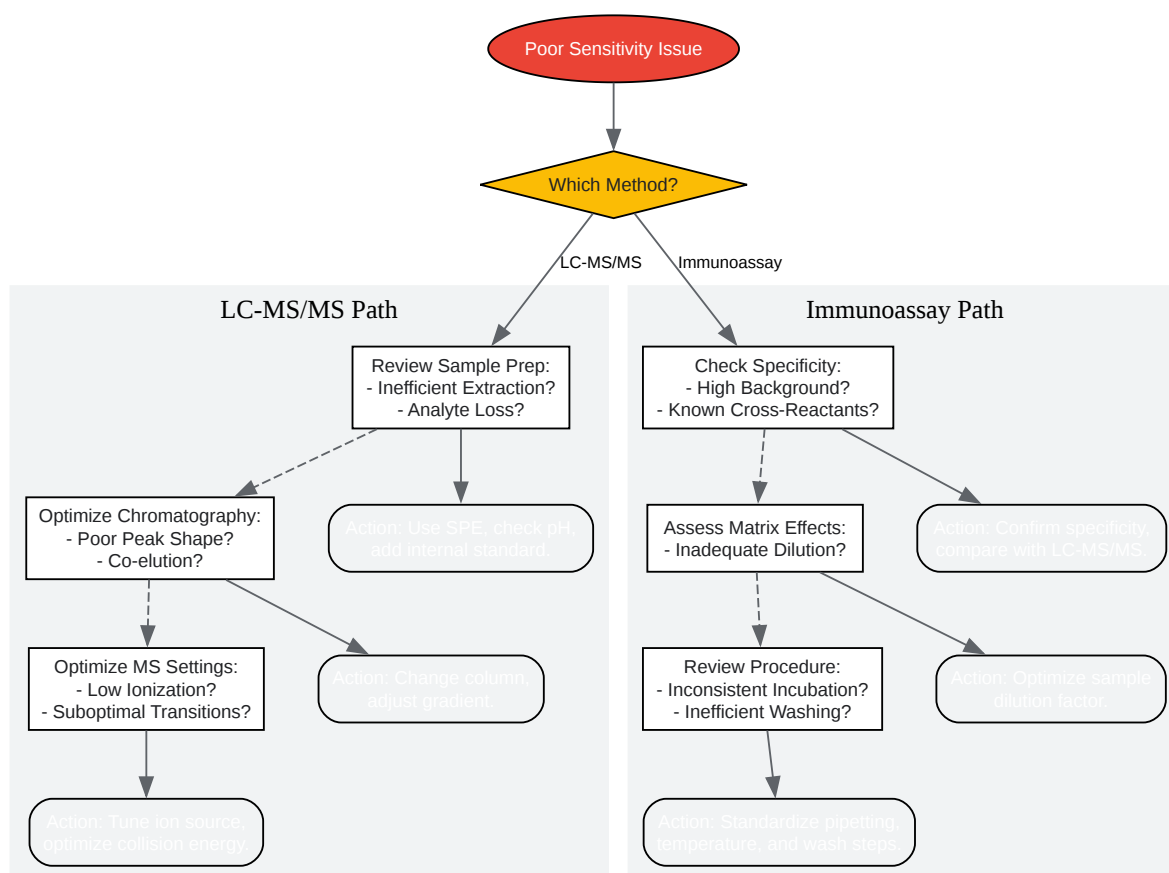 Poor Sensitivity Issue
Which Method?
LC-MS/MS
Immunoassay
LC-MS/MS Path
Immunoassay Path
Review Sample Prep:
- Inefficient Extraction?
- Analyte Loss?
Check Specificity:
- High Background?
- Known Cross-Reactants?
Optimize Chromatography:
- Poor Peak Shape?
- Co-elution?
Action: Use SPE, check pH,
add internal standard.
Assess Matrix Effects:
- Inadequate Dilution?
Action: Confirm specificity,
compare with LC-MS/MS.
Optimize MS Settings:
- Low Ionization?
- Suboptimal Transitions?
Action: Change column,
adjust gradient.
Review Procedure:
- Inconsistent Incubation?
- Inefficient Washing?
Action: Optimize sample
dilution factor.
Action: Tune ion source,
optimize collision energy.
Action: Standardize pipetting,
temperature, and wash steps.